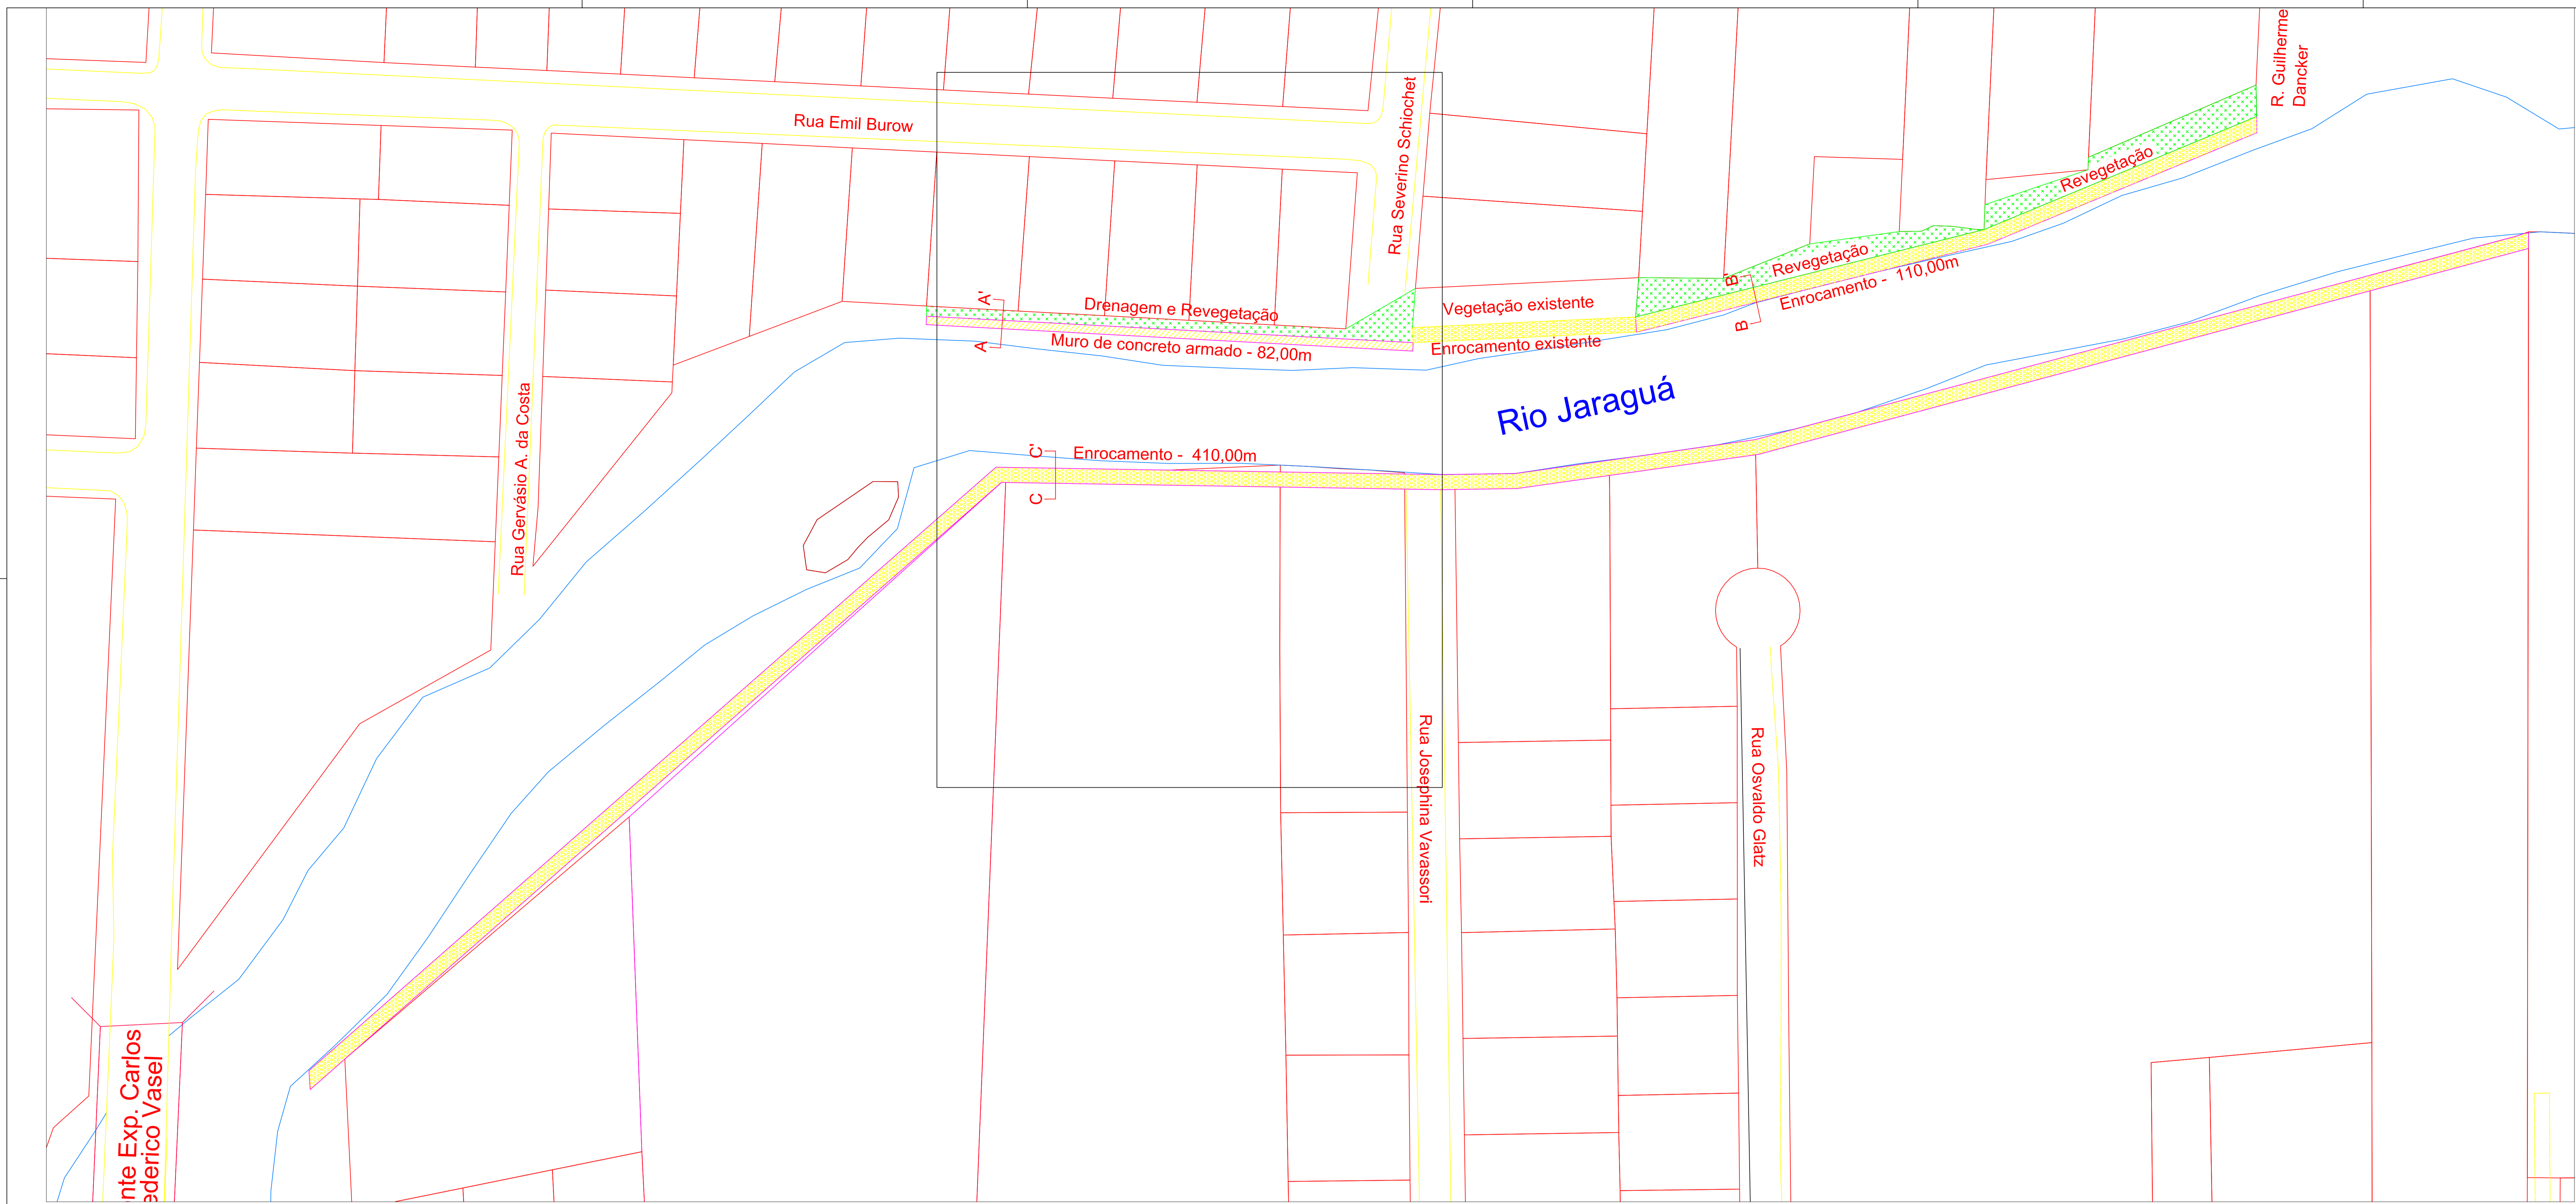 R. Guilherme
Dancker
Rua Emil Burow
Rua Severino Schiochet
Revegetação
Revegetação
B'
B
Enrocamento - 110,00m
A'
A
Drenagem e Revegetação
Muro de concreto armado - 82,00m
Vegetação existente
Enrocamento existente
Rio Jaraguá
Rua Gervásio A. da Costa
C'
C
Enrocamento - 410,00m
Rua Josephina Vavassori
Rua Osvaldo Glatz
nte Exp. Carlos
ederico Vasel